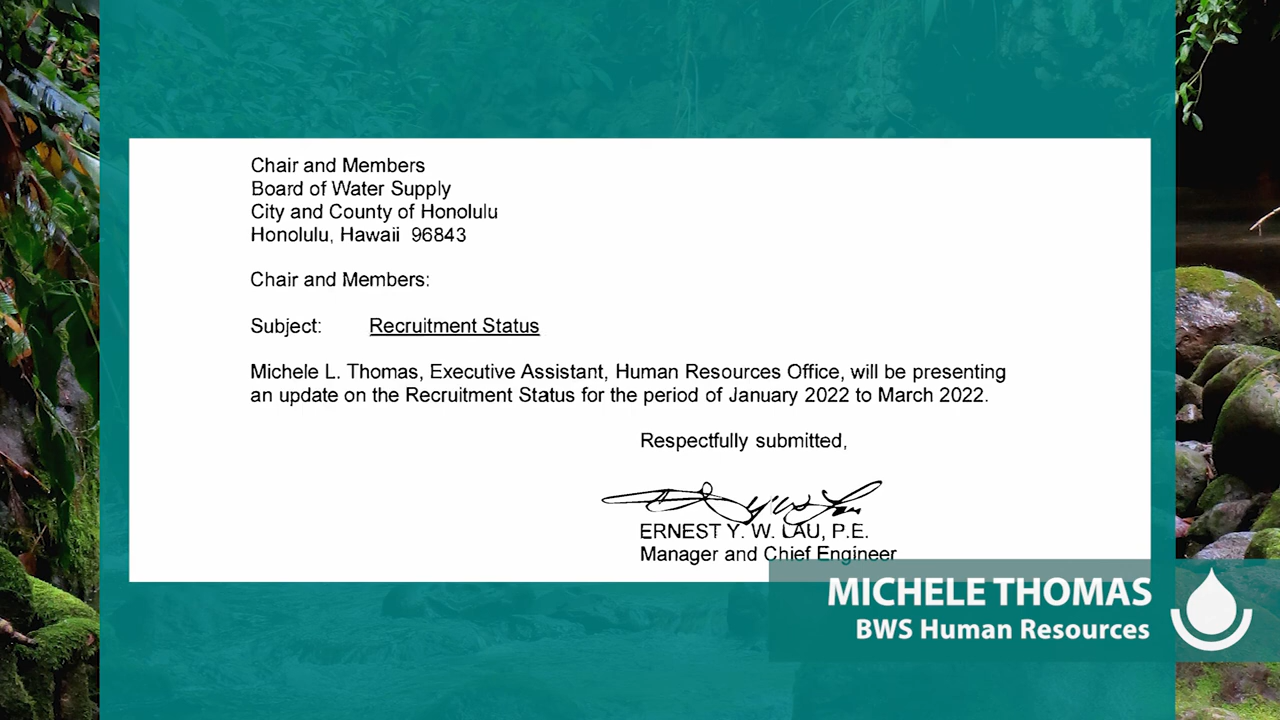 Chair and Members
Board of Water Supply
City and County of Honolulu
Honolulu, Hawaii 96843
Chair and Members:
Subject: Recruitment Status
Michele L. Thomas, Executive Assistant, Human Resources Office, will be presenting
an update on the Recruitment Status for the period of January 2022 to March 2022.
Respectfully submitted,
ERNEST Y. W. LAU, P.E.
Manager and Chief Engineer
MICHELE THOMAS
BWS Human Resources